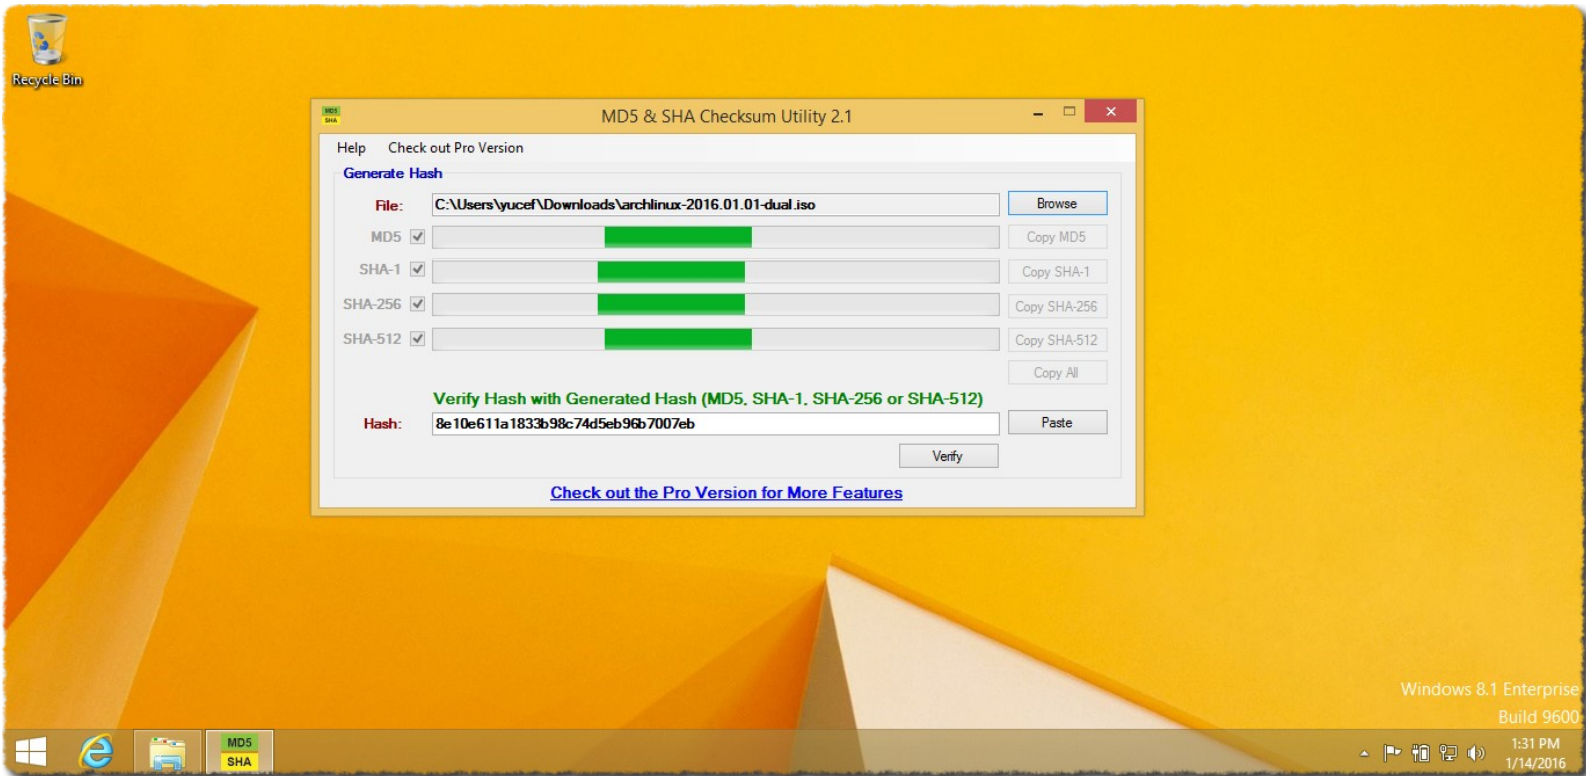 Recycle Bin
MD5
SHA
MD5 & SHA Checksum Utility 2.1
Help Check out Pro Version
Generate Hash
File: C:\Users\yucef\Downloads\archlinux-2016.01.01-dual.iso Browse
MD5 Copy MD5
SHA-1 Copy SHA-1
SHA-256 Copy SHA-256
SHA-512 Copy SHA-512
Copy All
Verify Hash with Generated Hash (MD5, SHA-1, SHA-256 or SHA-512)
Hash: 8e10e611a1833b98c74d5eb96b7007eb Paste
Verify
Check out the Pro Version for More Features
Windows 8.1 Enterprise
Build 9600
MD5
SHA
1:31 PM
1/14/2016